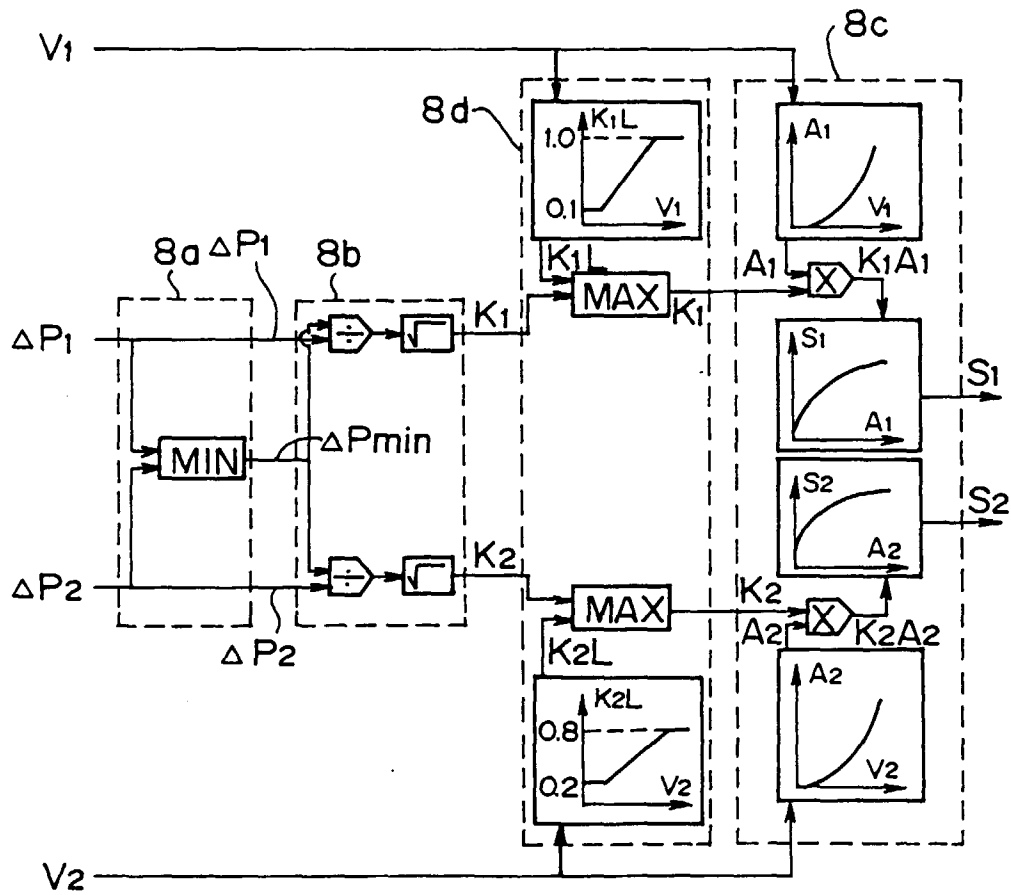 V1
8c
8d
K1L
1.0
0.1
V1
A1
V1
8a
ΔP1
8b
K1L
MAX
K1
A1
X
K1A1
ΔP1
÷
√
K1
S1
A1
S1
MIN
ΔPmin
S2
A2
S2
ΔP2
÷
√
K2
MAX
K2
X
A2
K2A2
ΔP2
K2L
K2L
0.8
0.2
V2
A2
V2
V2